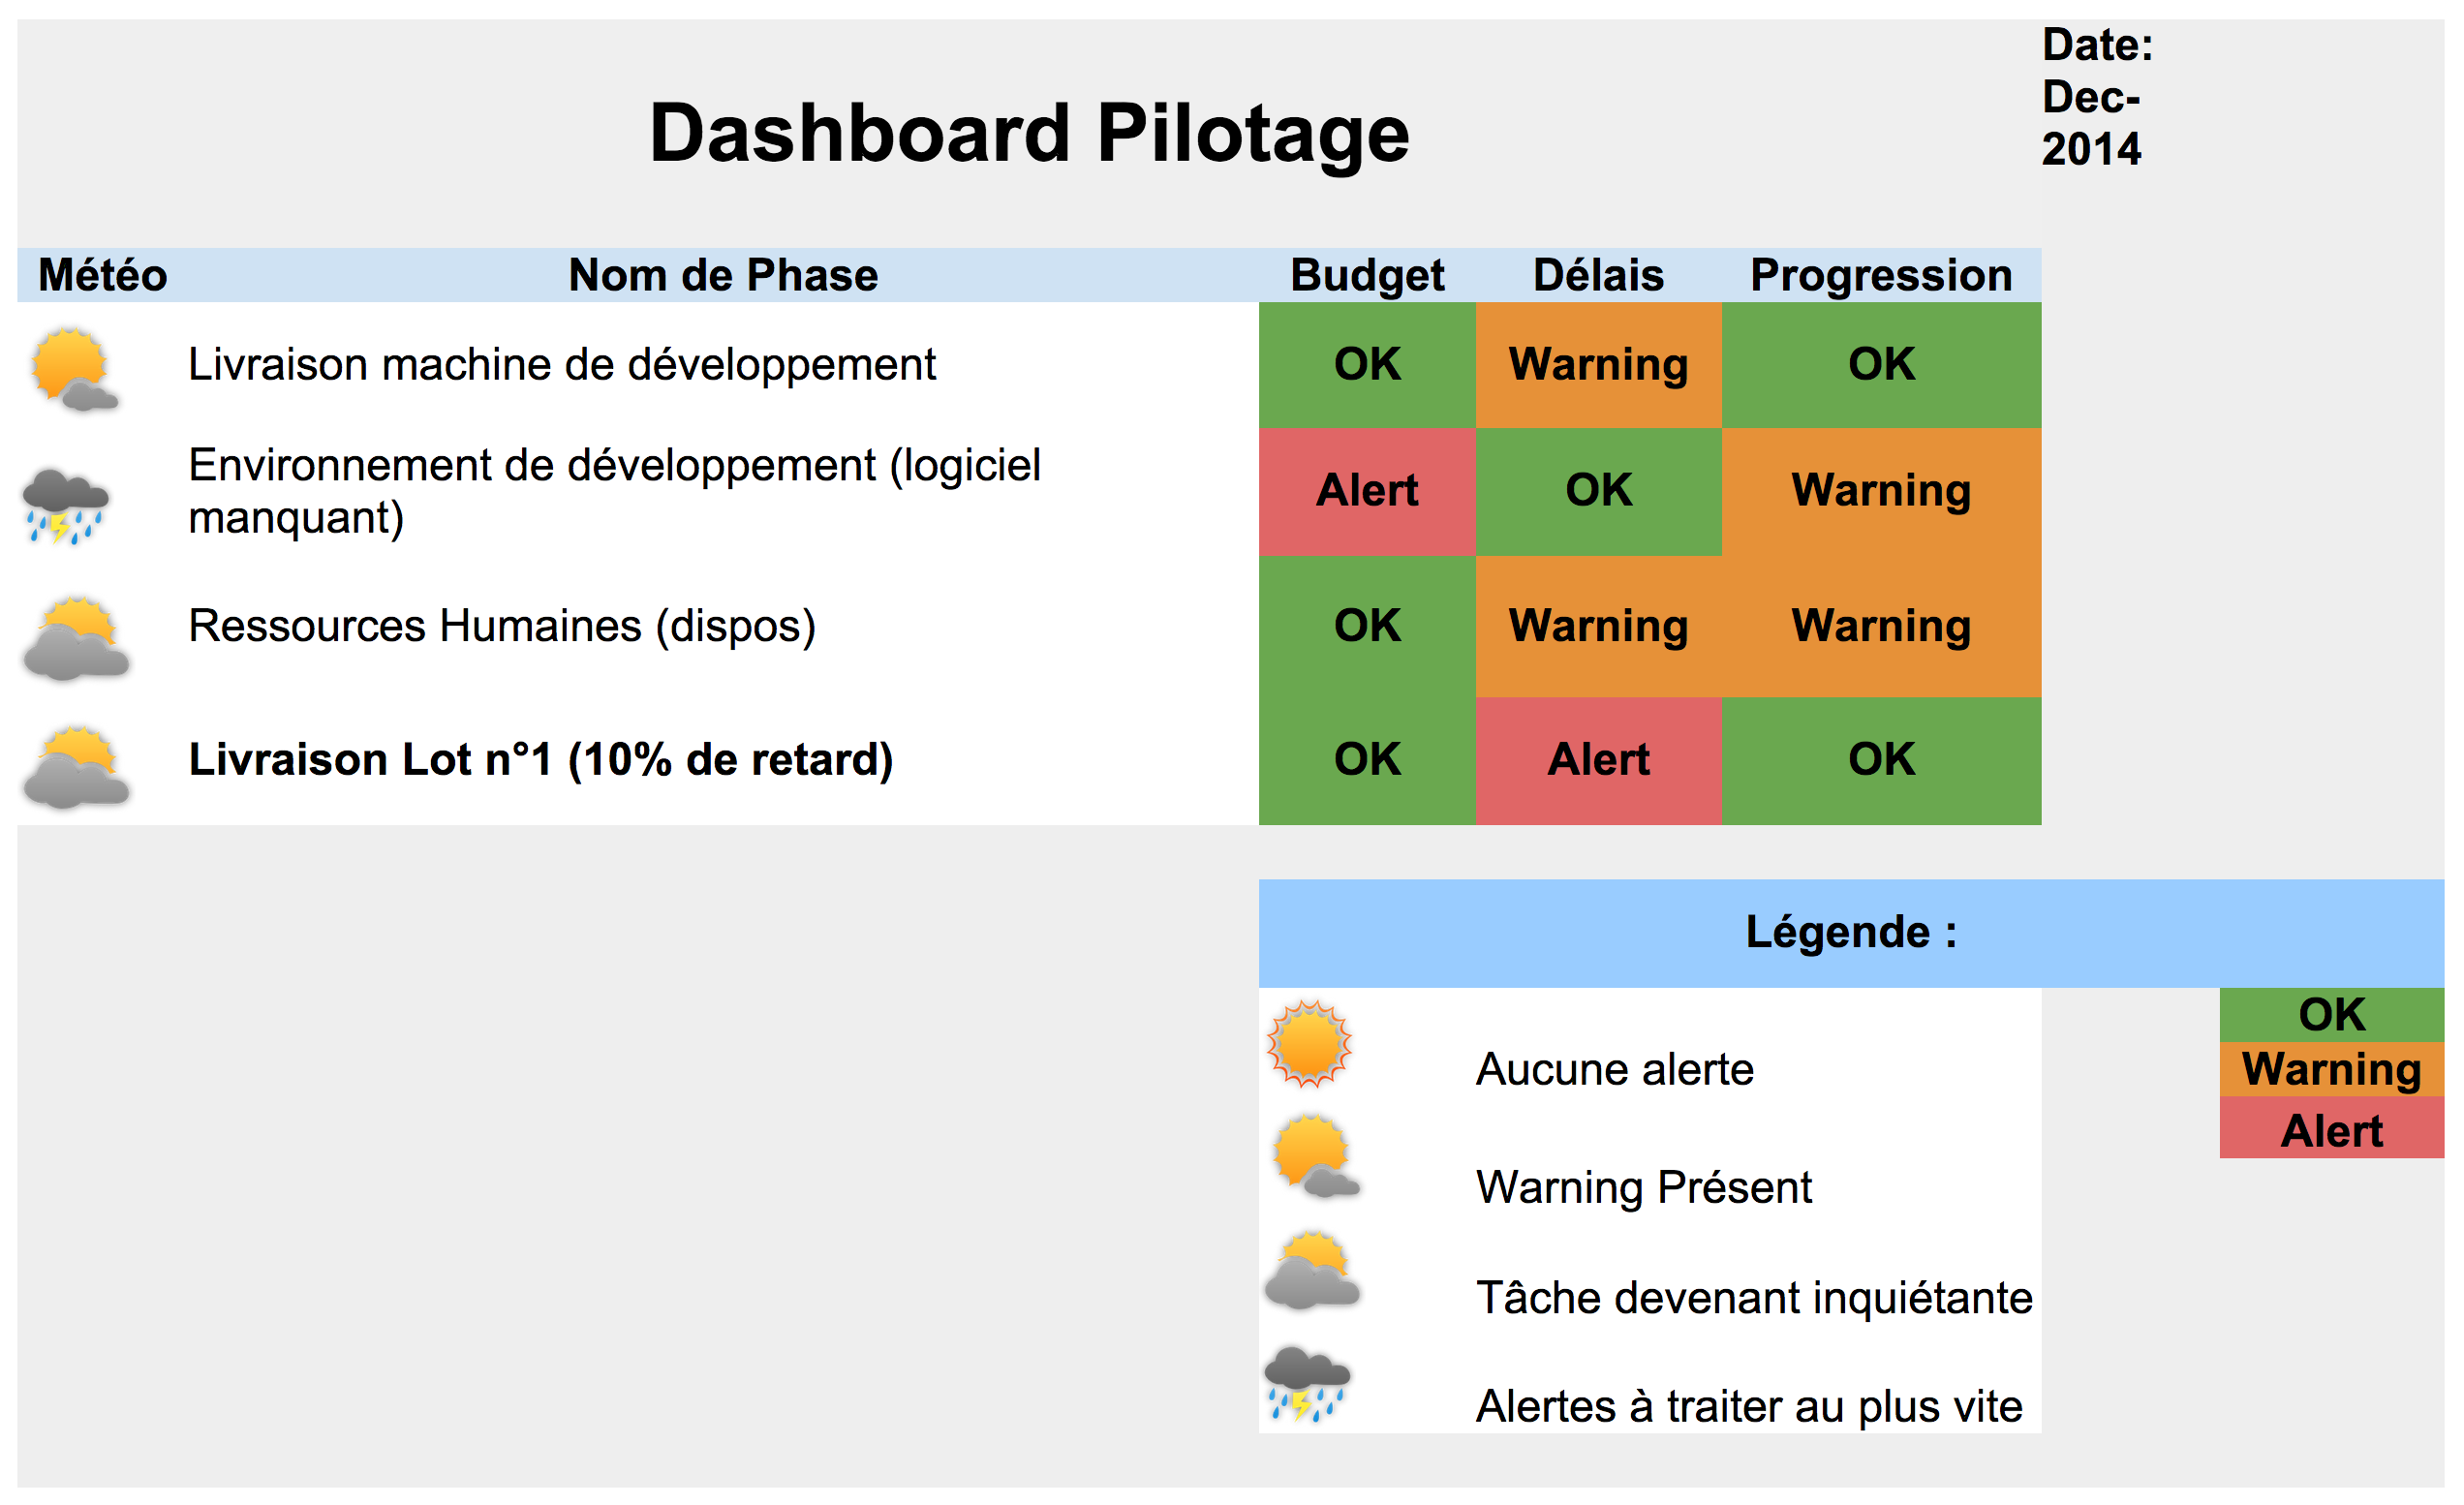 Date:
Dec-
2014
Dashboard Pilotage
Météo Nom de Phase Budget Délais Progression
Livraison machine de développement OK Warning OK
Environnement de développement (logiciel
manquant) Alert OK Warning
Ressources Humaines (dispos) OK Warning Warning
Livraison Lot n°1 (10% de retard) OK Alert OK
Légende :
OK
Aucune alerte Warning
Alert
Warning Présent
Tâche devenant inquiétante
Alertes à traiter au plus vite